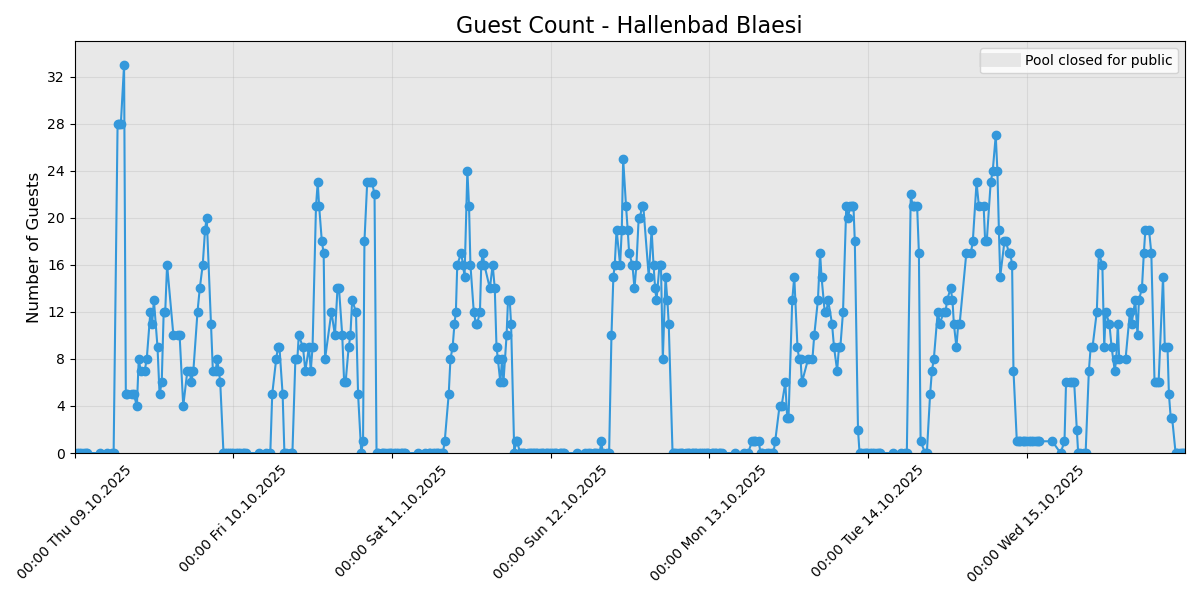 Guest Count - Hallenbad Blaesi
Pool closed for public
Number of Guests
32
28
24
20
16
12
8
4
0
00:00 Thu 09.10.2025
00:00 Fri 10.10.2025
00:00 Sat 11.10.2025
00:00 Sun 12.10.2025
00:00 Mon 13.10.2025
00:00 Tue 14.10.2025
00:00 Wed 15.10.2025